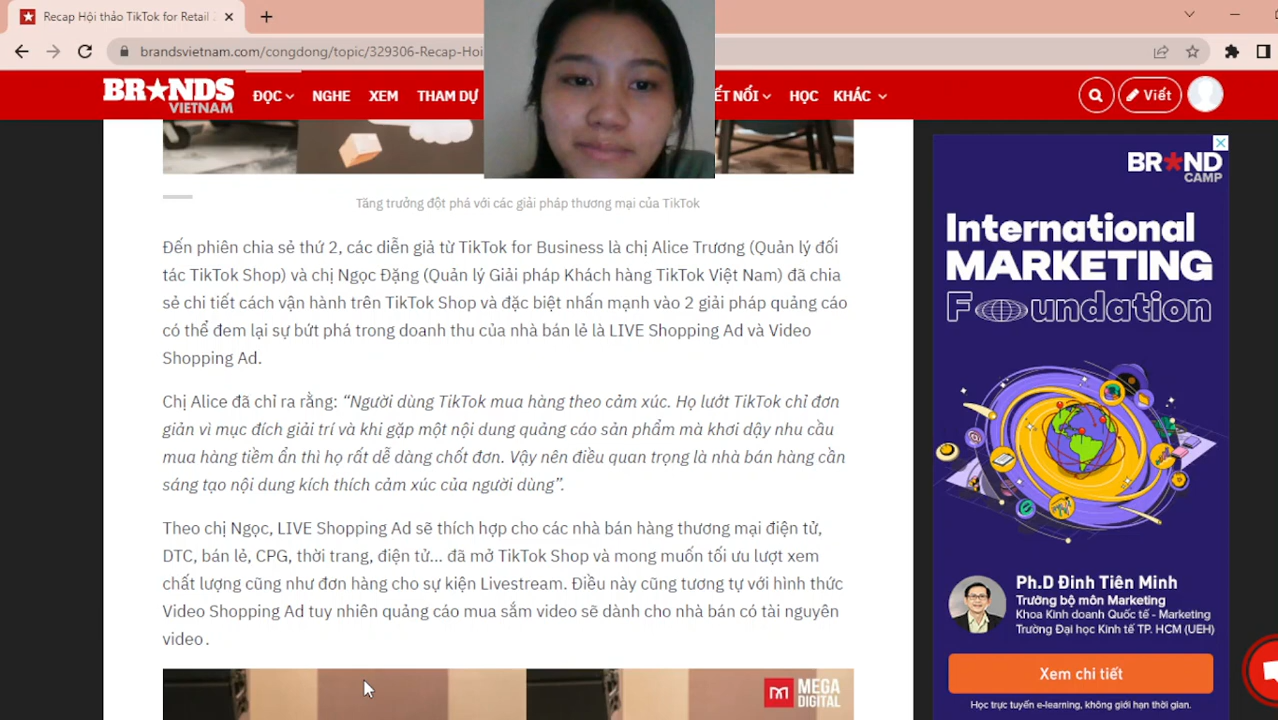 Recap Hội thảo TikTok for Retail
brandsvietnam.com/congdong/topic/329306-Recap-Hoi
BRANDS
VIETNAM
ĐỌC
NGHE
XEM
THAM DỰ
ẾT NỐI
HỌC
KHÁC
Viết
Tăng trưởng đột phá với các giải pháp thương mại của TikTok
Đến phiên chia sẻ thứ 2, các diễn giả từ TikTok for Business là chị Alice Trương (Quản lý đối
tác TikTok Shop) và chị Ngọc Đặng (Quản lý Giải pháp Khách hàng TikTok Việt Nam) đã chia
sẻ chi tiết cách vận hành trên TikTok Shop và đặc biệt nhấn mạnh vào 2 giải pháp quảng cáo
có thể đem lại sự bứt phá trong doanh thu của nhà bán lẻ là LIVE Shopping Ad và Video
Shopping Ad.
Chị Alice đã chỉ ra rằng: “Người dùng TikTok mua hàng theo cảm xúc. Họ lướt TikTok chỉ đơn
giản vì mục đích giải trí và khi gặp một nội dung quảng cáo sản phẩm mà khơi dậy nhu cầu
mua hàng tiềm ẩn thì họ rất dễ dàng chốt đơn. Vậy nên điều quan trọng là nhà bán hàng cần
sáng tạo nội dung kích thích cảm xúc của người dùng”.
Theo chị Ngọc, LIVE Shopping Ad sẽ thích hợp cho các nhà bán hàng thương mại điện tử,
DTC, bán lẻ, CPG, thời trang, điện tử... đã mở TikTok Shop và mong muốn tối ưu lượt xem
chất lượng cũng như đơn hàng cho sự kiện Livestream. Điều này cũng tương tự với hình thức
Video Shopping Ad tuy nhiên quảng cáo mua sắm video sẽ dành cho nhà bán có tài nguyên
video.
MEGA
DIGITAL
BRAND
CAMP
International
MARKETING
Foundation
Ph.D Đinh Tiên Minh
Trưởng bộ môn Marketing
Khoa Kinh doanh Quốc tế - Marketing
Trường Đại học Kinh tế TP. HCM (UEH)
Xem chi tiết
Học trực tuyến e-learning, không giới hạn thời gian.